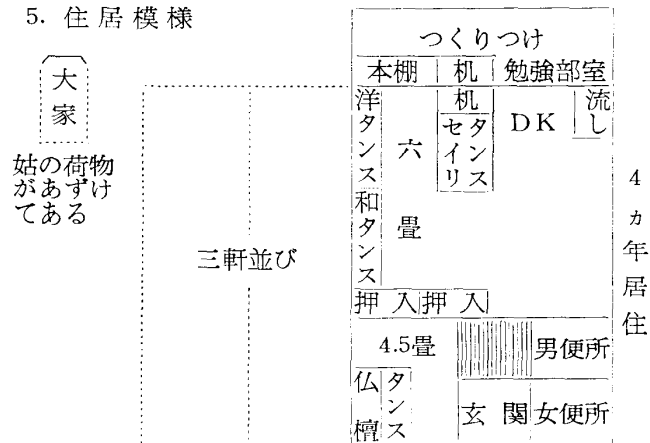 5. 住居模様
大家
姑の荷物
があずけ
てある
三軒並び
つくりつけ
本棚 机 勉強部室
洋タンス
六畳
机
セイリタンス
DK
流し
和タンス
押入 押入
4.5畳
男便所
仏檀
タンス
玄関
女便所
4ヵ年居住